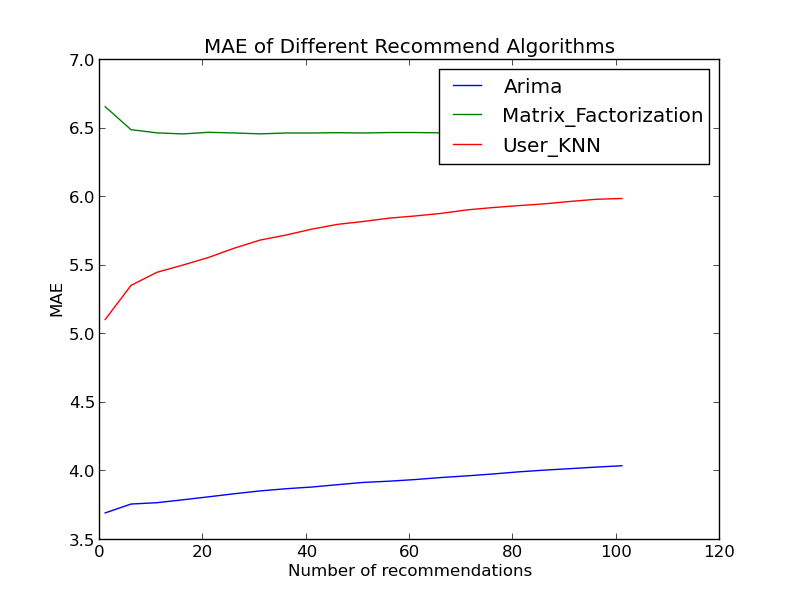 MAE of Different Recommend Algorithms
7.0
6.5
6.0
5.5
5.0
4.5
4.0
3.5
MAE
Arima
Matrix_Factorization
User_KNN
0 20 40 60 80 100 120
Number of recommendations